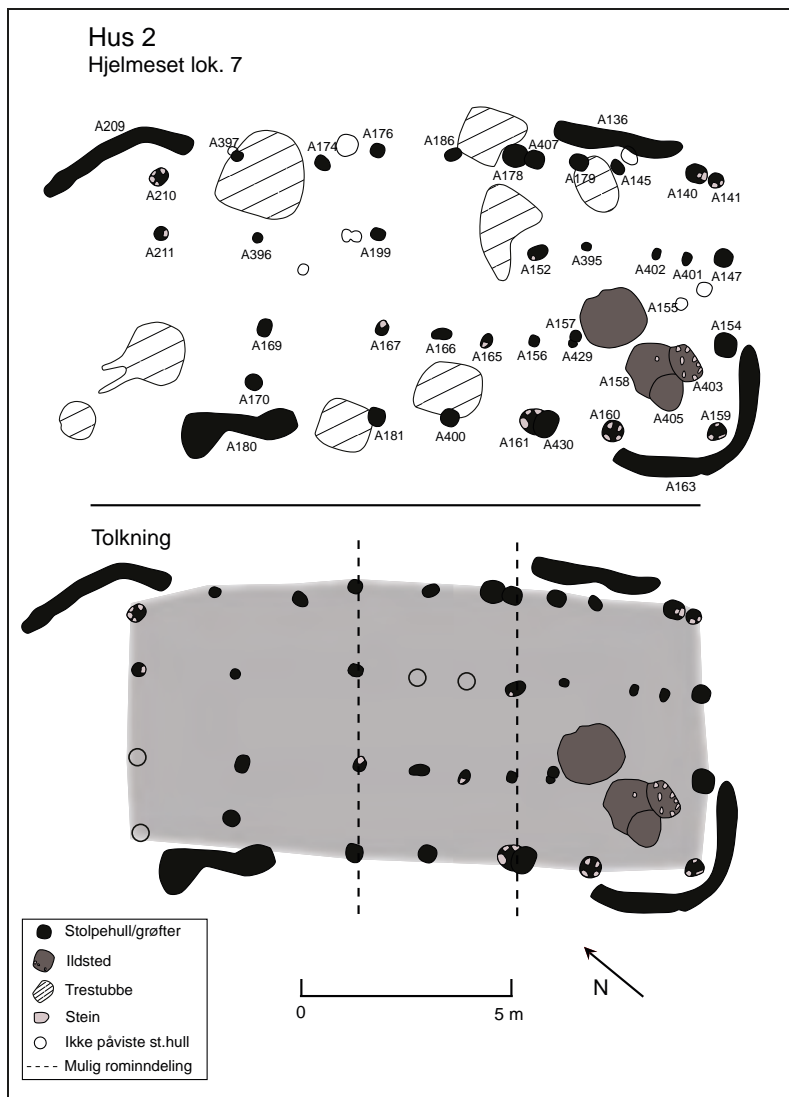 Hus 2
Hjelmeset lok. 7
A209
A136
A397
A174
A176
A186
A407
A178
A179
A145
A140
A141
A210
A211
A396
A199
A152
A395
A402
A401
A147
A155
A169
A167
A166
A165
A156
A157
A429
A154
A158
A403
A405
A170
A180
A181
A400
A161
A430
A160
A159
A163
Tolkning
Stolpehull/grøfter
Ildsted
Trestubbe
Stein
Ikke påviste st.hull
Mulig rominndeling
0
5 m
N